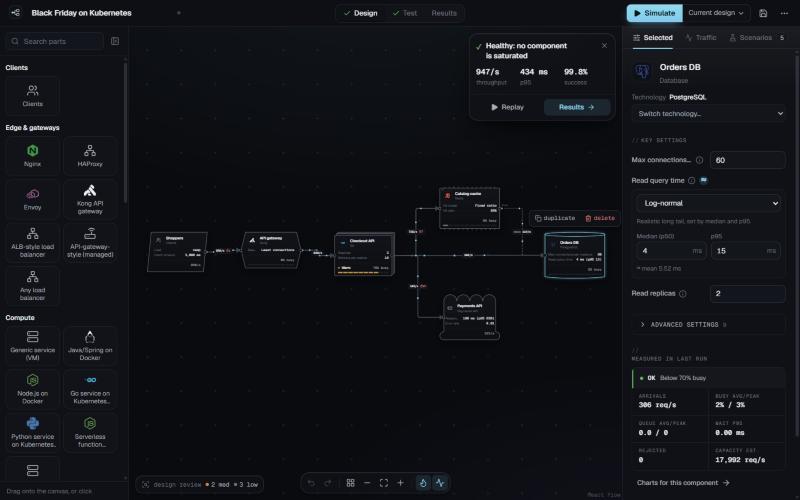 Black Friday on Kubernetes
Design
Test
Results
Simulate
Current design
Search parts
Clients
Clients
Edge & gateways
Nginx
HAProxy
Envoy
Kong API
gateway
ALB-style load
balancer
API-gateway-
style (managed)
Any load
balancer
Compute
Generic service
(VM)
Java/Spring on
Docker
Node.js on
Docker
Go service on
Kubernetes…
Python service
on Kubernetes…
Serverless
function…
Drag onto the canvas, or click
Healthy: no component
is saturated
947/s
434 ms
99.8%
throughput
p95
success
Replay
Results
Shoppers
API gateway
Least connections
Checkout API
Catalog cache
duplicate
delete
Orders DB
Payments API
design review
2 med
3 low
React Flow
Selected
Traffic
Scenarios
5
Orders DB
Database
Technology PostgreSQL
Switch technology…
// KEY SETTINGS
Max connections…
60
Read query time
Log-normal
Realistic long tail, set by median and p95.
Median (p50)
p95
4 ms
15 ms
≈ mean 5.52 ms
Read replicas
2
ADVANCED SETTINGS
//
MEASURED IN LAST RUN
OK Below 70% busy
ARRIVALS
306 req/s
BUSY AVG/PEAK
2% / 3%
QUEUE AVG/PEAK
0.0 / 0
WAIT P95
0.00 ms
REJECTED
0
CAPACITY EST.
17,992 req/s
Charts for this component